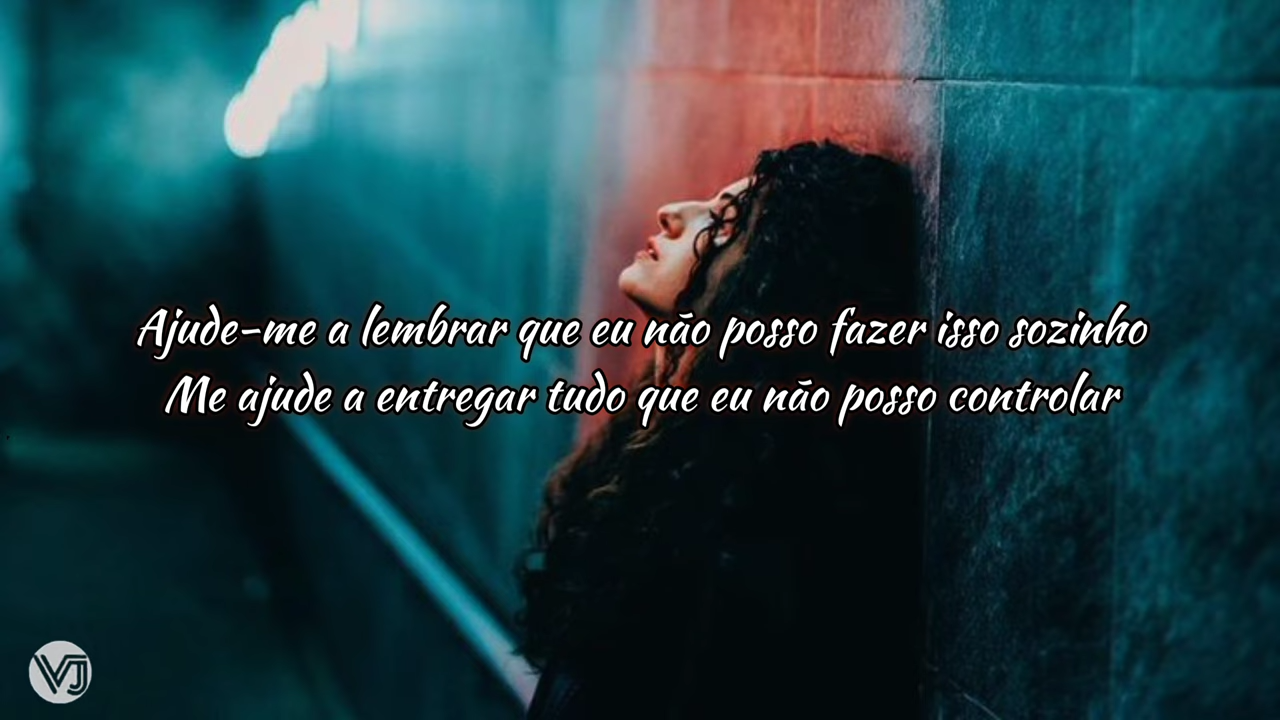 Ajude-me a lembrar que eu não posso fazer isso sozinho
Me ajude a entregar tudo que eu não posso controlar
VJ